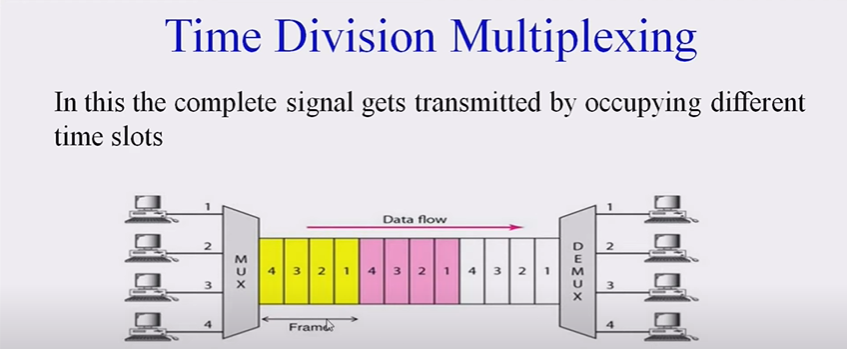 Time Division Multiplexing
In this the complete signal gets transmitted by occupying different
time slots
Data flow
1
2
3
4
MUX
4 3 2 1 4 3 2 1 4 3 2 1
DEMUX
1
2
3
4
Frame